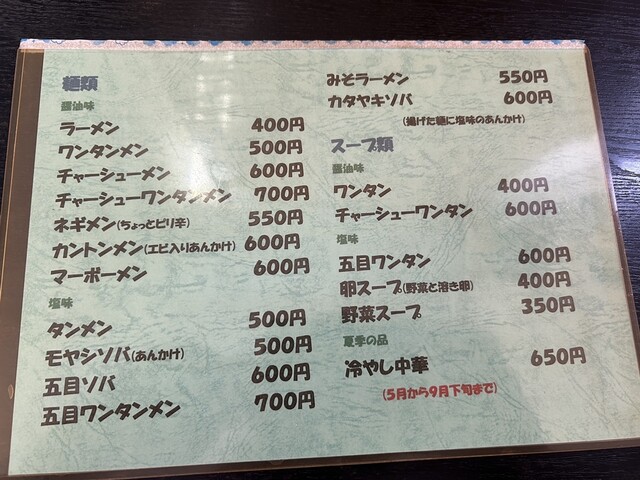 麺類
醤油味
ラーメン 400円
ワンタンメン 500円
チャーシューメン 600円
チャーシューワンタンメン 700円
ネギメン(ちょっとピリ辛) 550円
カントンメン(エビ入りあんかけ) 600円
マーボーメン 600円
塩味
タンメン 500円
モヤシソバ(あんかけ) 500円
五目ソバ 600円
五目ワンタンメン 700円
みそラーメン 550円
カタヤキソバ 600円
(揚げた麺に塩味のあんかけ)
スープ類
醤油味
ワンタン 400円
チャーシューワンタン 600円
塩味
五目ワンタン 600円
卵スープ(野菜と溶き卵) 400円
野菜スープ 350円
夏季の品
冷やし中華 650円
(5月から9月下旬まで)